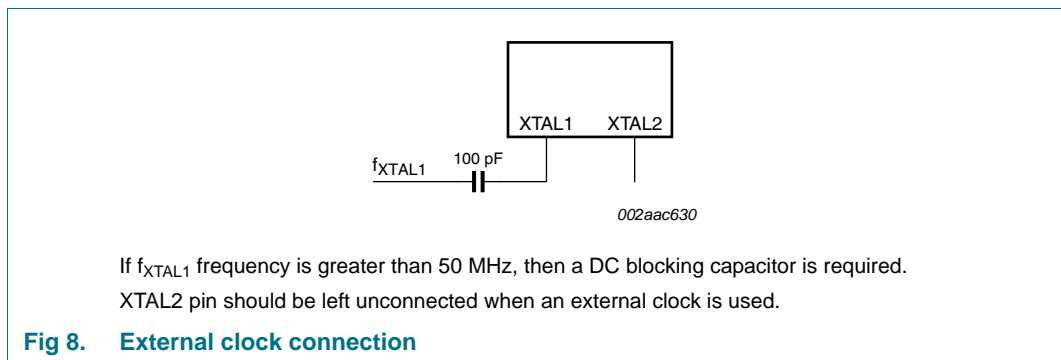 XTAL1 XTAL2
fXTAL1 100 pF
002aac630
If fXTAL1 frequency is greater than 50 MHz, then a DC blocking capacitor is required.
XTAL2 pin should be left unconnected when an external clock is used.
Fig 8. External clock connection